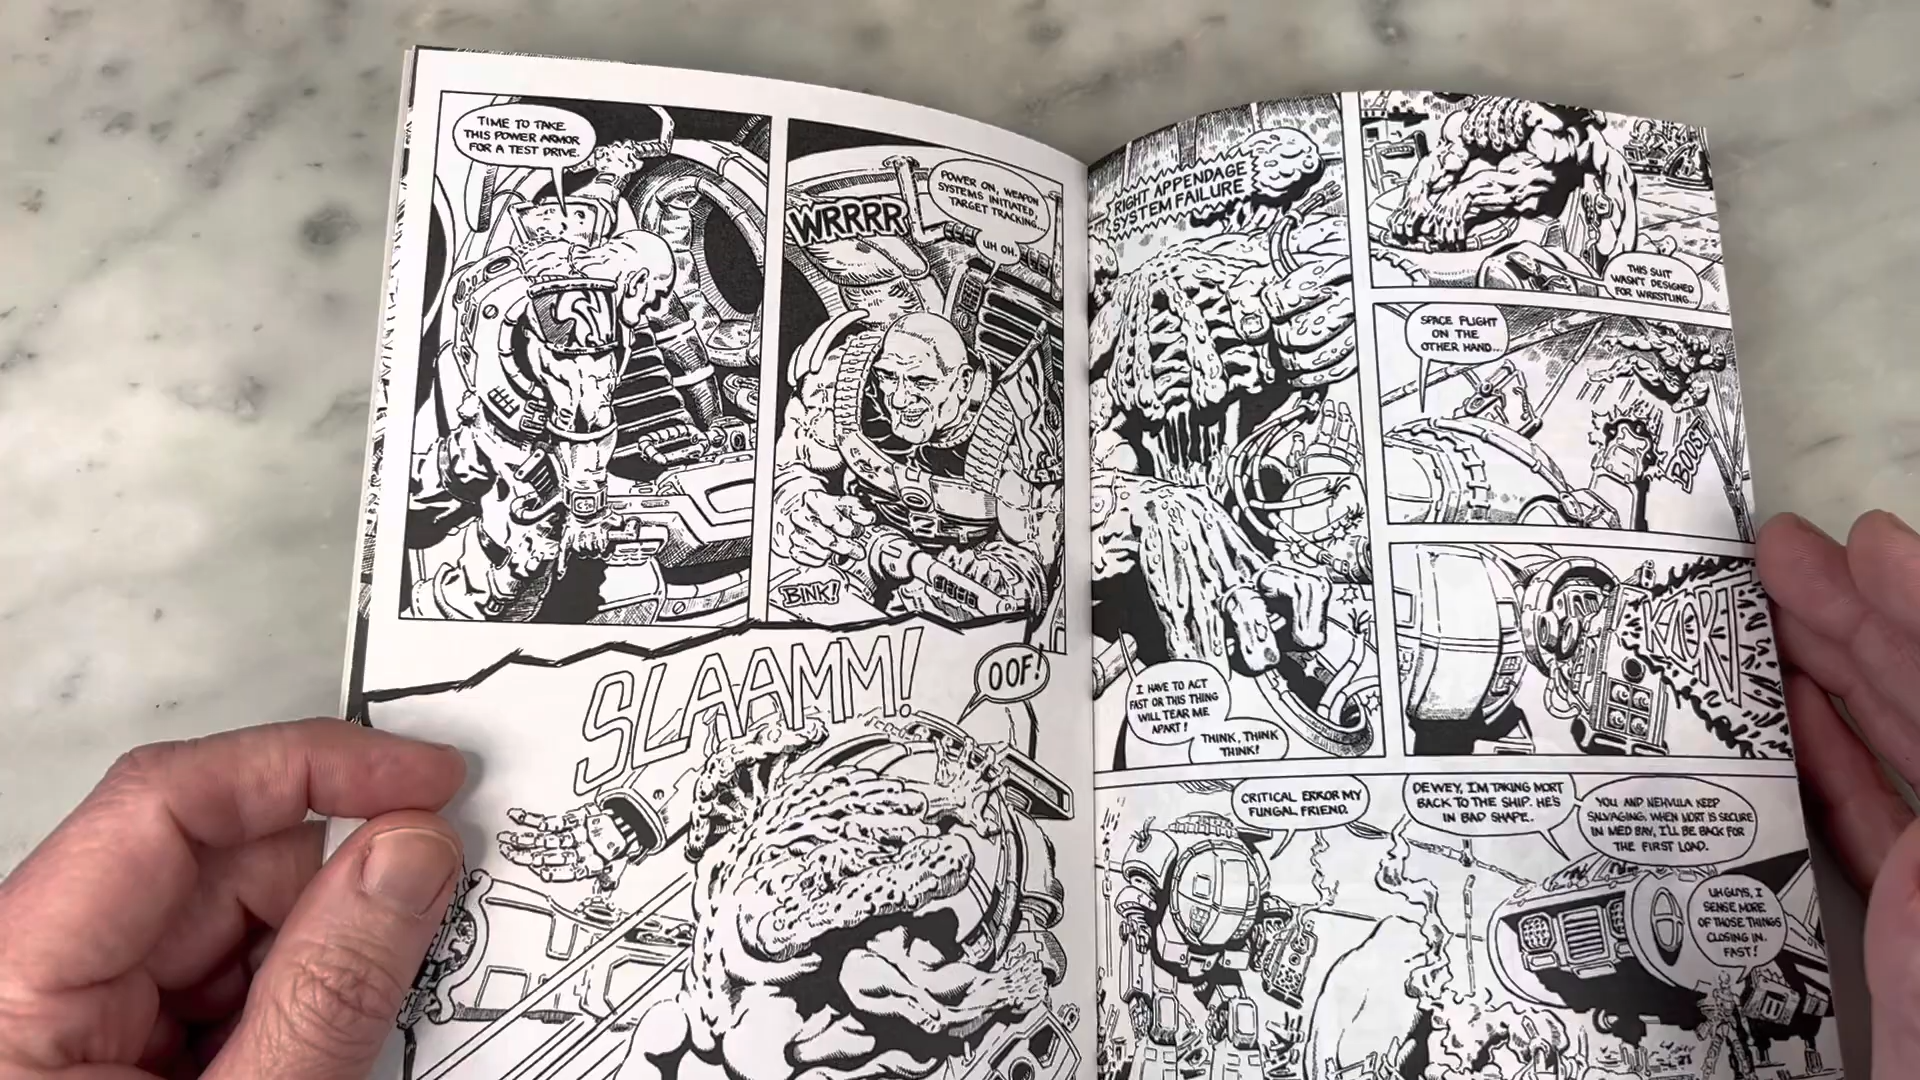 TIME TO TAKE
THIS POWER ARMOR
FOR A TEST DRIVE.
POWER ON, WEAPON
SYSTEMS INITIATED,
TARGET TRACKING...
UH OH.
WRRRR
BINK!
SLAAMM!
OOF!
RIGHT APPENDAGE
SYSTEM FAILURE
I HAVE TO ACT
FAST OR THIS THING
WILL TEAR ME
APART!
THINK, THINK
THINK!
THIS SUIT
WASN'T DESIGNED
FOR WRESTLING...
SPACE FLIGHT
ON THE
OTHER HAND...
BOOST
KZORT
CRITICAL ERROR MY
FUNGAL FRIEND.
DEWEY, I'M TAKING MORT
BACK TO THE SHIP. HE'S
IN BAD SHAPE.
YOU AND NEHVULA KEEP
SALVAGING. WHEN MORT IS SECURE
IN MED BAY, I'LL BE BACK FOR
THE FIRST LOAD.
UH GUYS, I
SENSE MORE
OF THOSE THINGS
CLOSING IN.
FAST!